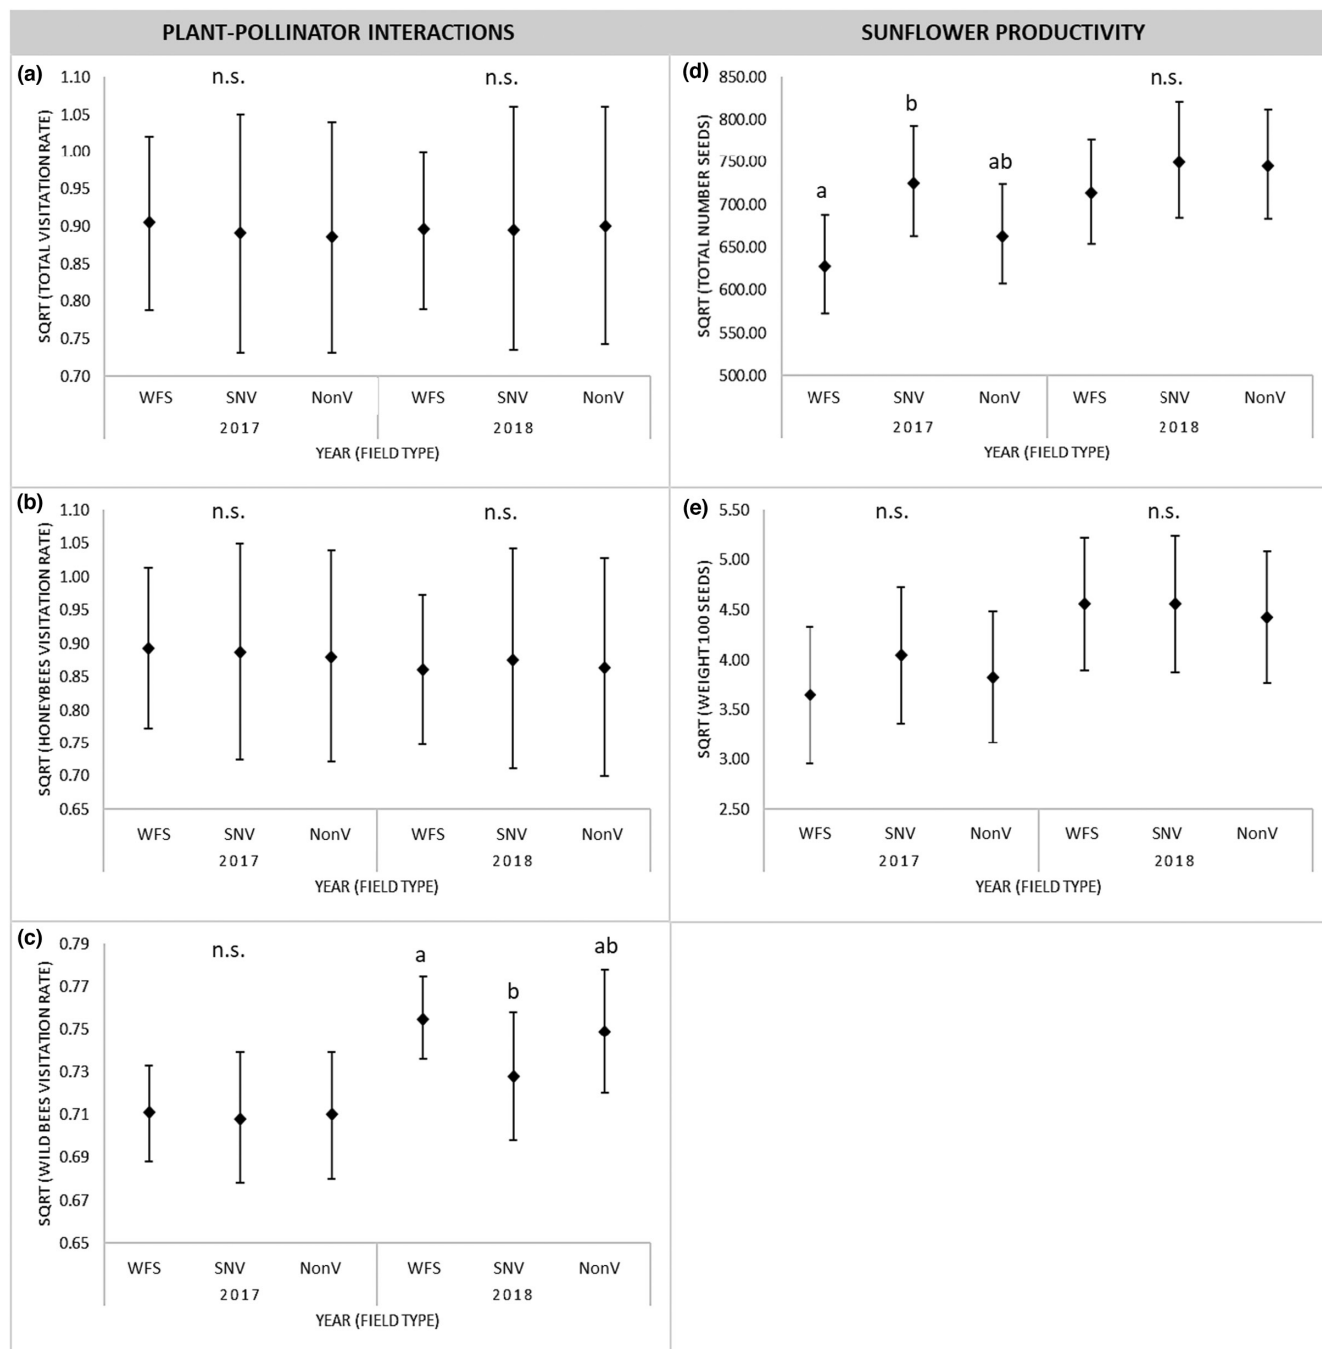 PLANT-POLLINATOR INTERACTIONS
SUNFLOWER PRODUCTIVITY
(a)
SQRT (TOTAL VISITATION RATE)
1.10
1.05
1.00
0.95
0.90
0.85
0.80
0.75
0.70
n.s.
n.s.
WFS SNV NonV WFS SNV NonV
2017 2018
YEAR (FIELD TYPE)
(b)
SQRT (HONEYBEES VISITATION RATE)
1.10
1.05
1.00
0.95
0.90
0.85
0.80
0.75
0.70
0.65
n.s.
n.s.
WFS SNV NonV WFS SNV NonV
2017 2018
YEAR (FIELD TYPE)
(c)
SQRT (WILD BEES VISITATION RATE)
0.79
0.77
0.75
0.73
0.71
0.69
0.67
0.65
n.s.
a
b
ab
WFS SNV NonV WFS SNV NonV
2017 2018
YEAR (FIELD TYPE)
(d)
SQRT (TOTAL NUMBER SEEDS)
850.00
800.00
750.00
700.00
650.00
600.00
550.00
500.00
a
b
ab
n.s.
WFS SNV NonV WFS SNV NonV
2017 2018
YEAR (FIELD TYPE)
(e)
SQRT (WEIGHT 100 SEEDS)
5.50
5.00
4.50
4.00
3.50
3.00
2.50
n.s.
n.s.
WFS SNV NonV WFS SNV NonV
2017 2018
YEAR (FIELD TYPE)